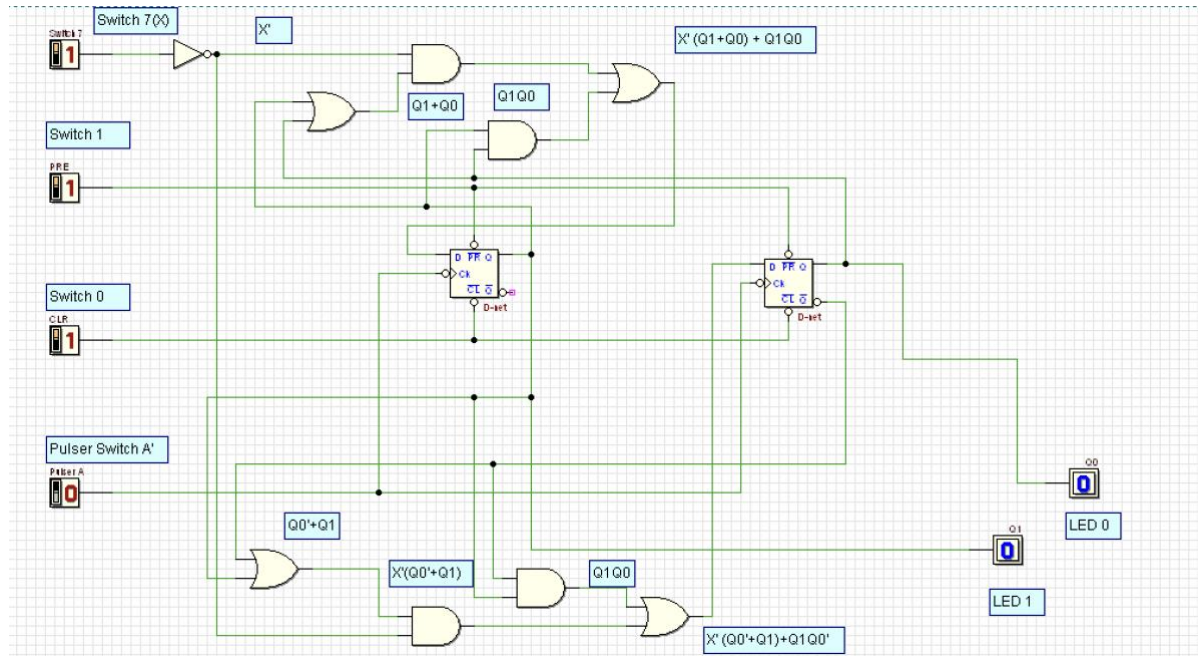 Switch 7(X)
Switch 7
1
X'
X' (Q1+Q0) + Q1Q0
Q1+Q0
Q1Q0
Switch 1
PRE
1
D PR Q
Ck
CL Q
D-net
D PR Q
Ck
CL Q
D-net
Switch 0
CLR
1
Pulser Switch A'
Pulser A
0
Q0
0
LED 0
Q0'+Q1
Q1
0
X'(Q0'+Q1)
Q1Q0
LED 1
X' (Q0'+Q1)+Q1Q0'